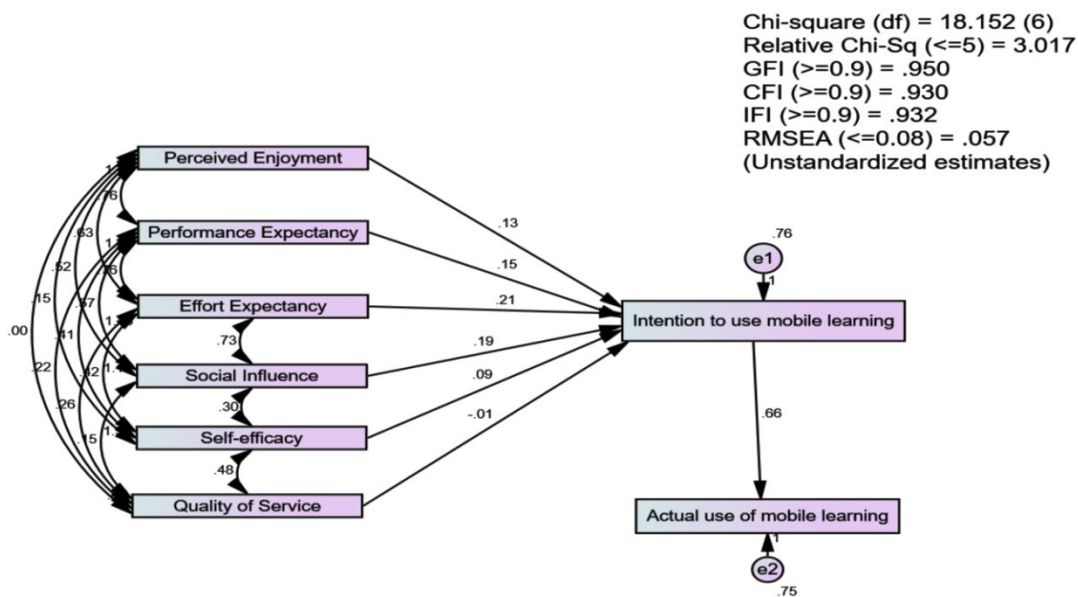 Chi-square (df) = 18.152 (6)
Relative Chi-Sq (<=5) = 3.017
GFI (>=0.9) = .950
CFI (>=0.9) = .930
IFI (>=0.9) = .932
RMSEA (<=0.08) = .057
(Unstandardized estimates)
Perceived Enjoyment
Performance Expectancy
Effort Expectancy
Social Influence
Self-efficacy
Quality of Service
.63
.52
.15
.00
.41
.22
.26
.15
.73
.30
.48
.13
.15
.21
.19
.09
-.01
.76
e1
1
Intention to use mobile learning
.66
Actual use of mobile learning
1
e2
.75